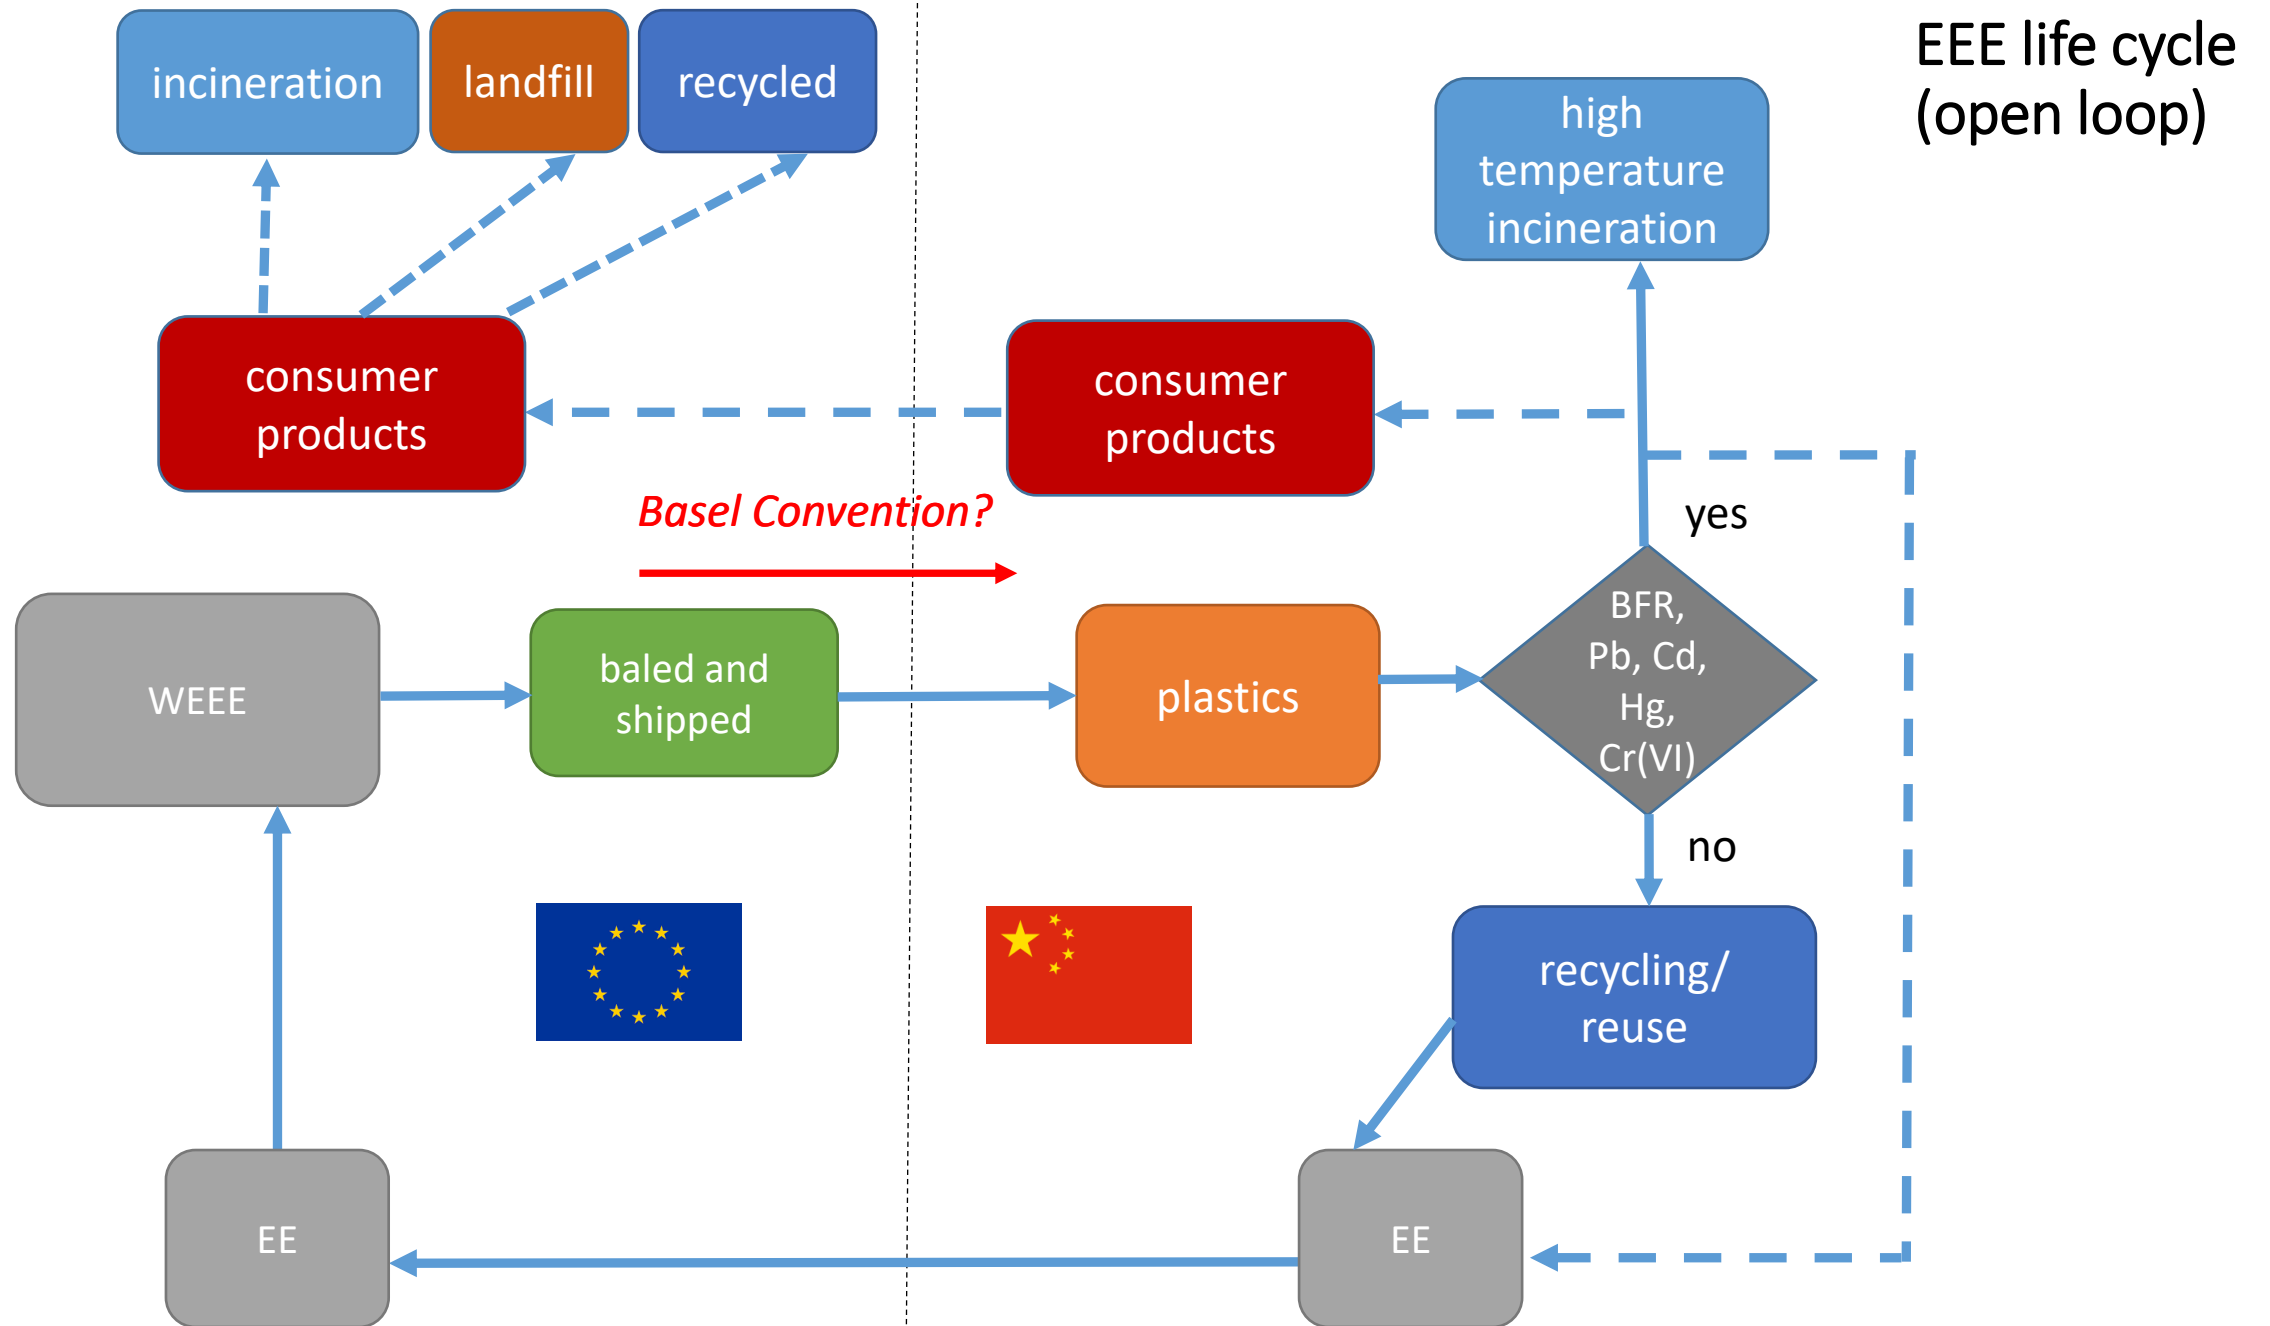 EEE life cycle
(open loop)
incineration
landfill
recycled
high
temperature
incineration
consumer
products
consumer
products
Basel Convention?
yes
WEEE
baled and
shipped
plastics
BFR,
Pb, Cd,
Hg,
Cr(VI)
no
recycling/
reuse
EE
EE